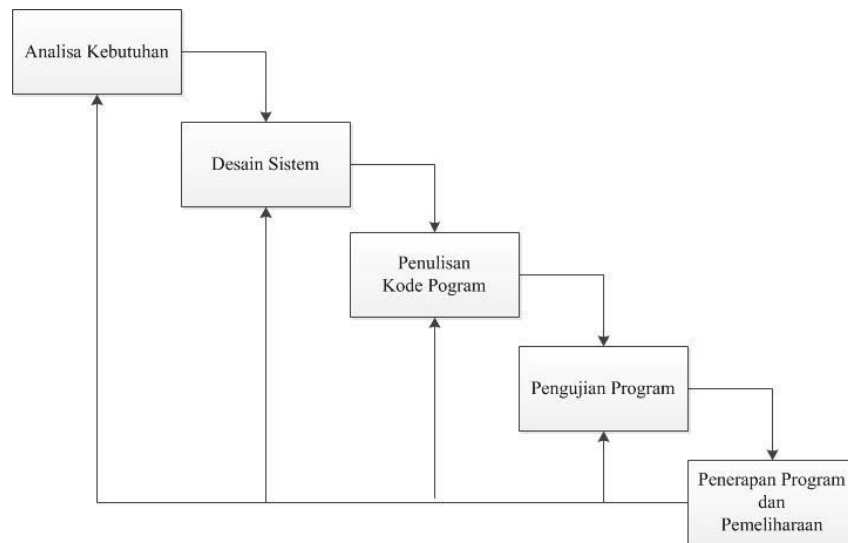 Analisa Kebutuhan
Desain Sistem
Penulisan
Kode Pogram
Pengujian Program
Penerapan Program
dan
Pemeliharaan